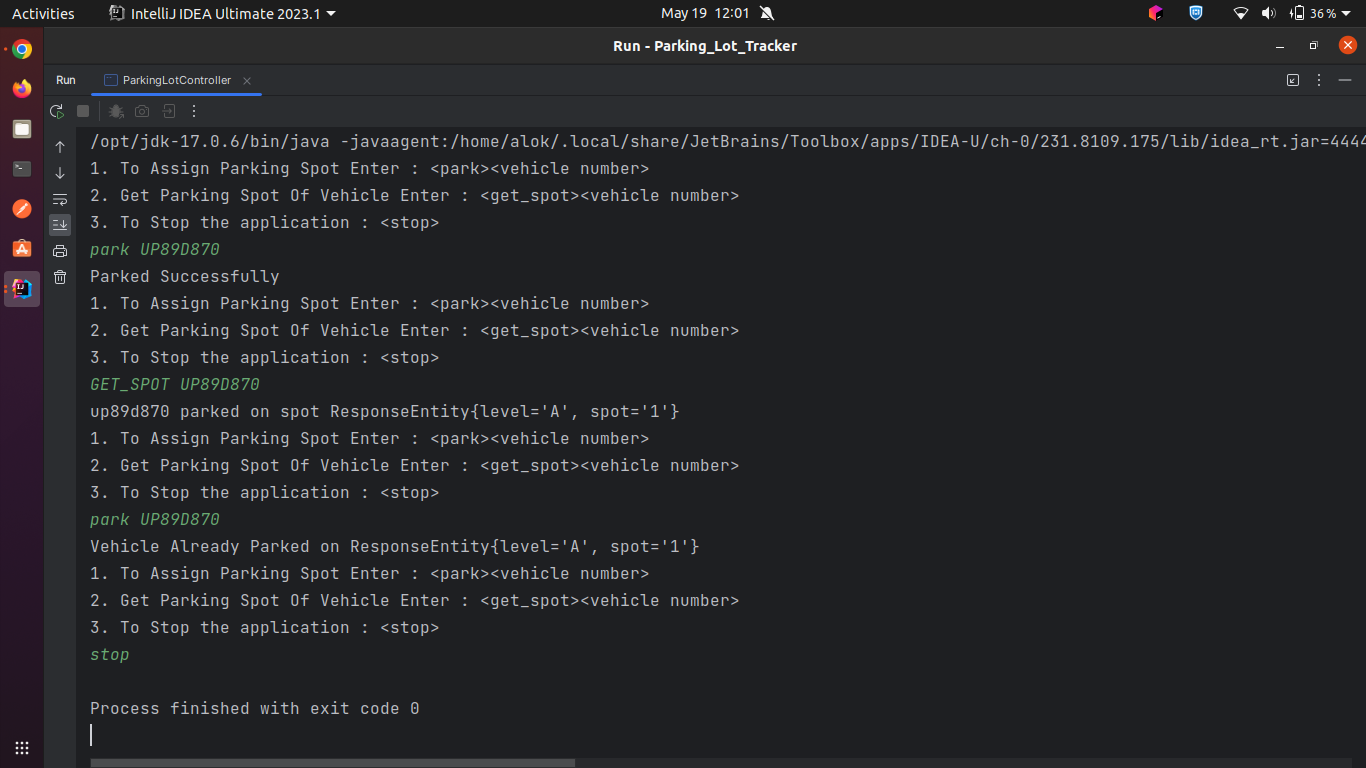 Activities IntelliJ IDEA Ultimate 2023.1 May 19 12:01 36%
Run - Parking_Lot_Tracker
Run ParkingLotController
/opt/jdk-17.0.6/bin/java -javaagent:/home/alok/.local/share/JetBrains/Toolbox/apps/IDEA-U/ch-0/231.8109.175/lib/idea_rt.jar=4444
1. To Assign Parking Spot Enter : <park><vehicle number>
2. Get Parking Spot Of Vehicle Enter : <get_spot><vehicle number>
3. To Stop the application : <stop>
park UP89D870
Parked Successfully
1. To Assign Parking Spot Enter : <park><vehicle number>
2. Get Parking Spot Of Vehicle Enter : <get_spot><vehicle number>
3. To Stop the application : <stop>
GET_SPOT UP89D870
up89d870 parked on spot ResponseEntity{level='A', spot='1'}
1. To Assign Parking Spot Enter : <park><vehicle number>
2. Get Parking Spot Of Vehicle Enter : <get_spot><vehicle number>
3. To Stop the application : <stop>
park UP89D870
Vehicle Already Parked on ResponseEntity{level='A', spot='1'}
1. To Assign Parking Spot Enter : <park><vehicle number>
2. Get Parking Spot Of Vehicle Enter : <get_spot><vehicle number>
3. To Stop the application : <stop>
stop
Process finished with exit code 0